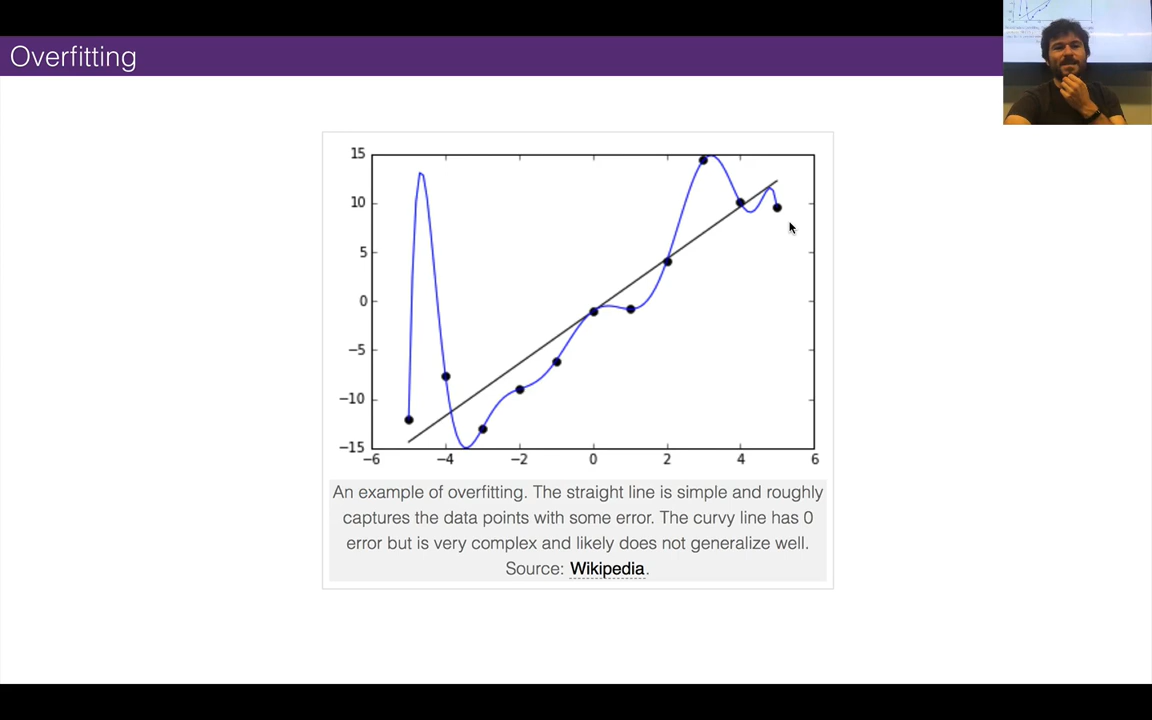 Overfitting
15
10
5
0
−5
−10
−15
−6 −4 −2 0 2 4 6
An example of overfitting. The straight line is simple and roughly
captures the data points with some error. The curvy line has 0
error but is very complex and likely does not generalize well.
Source: Wikipedia.